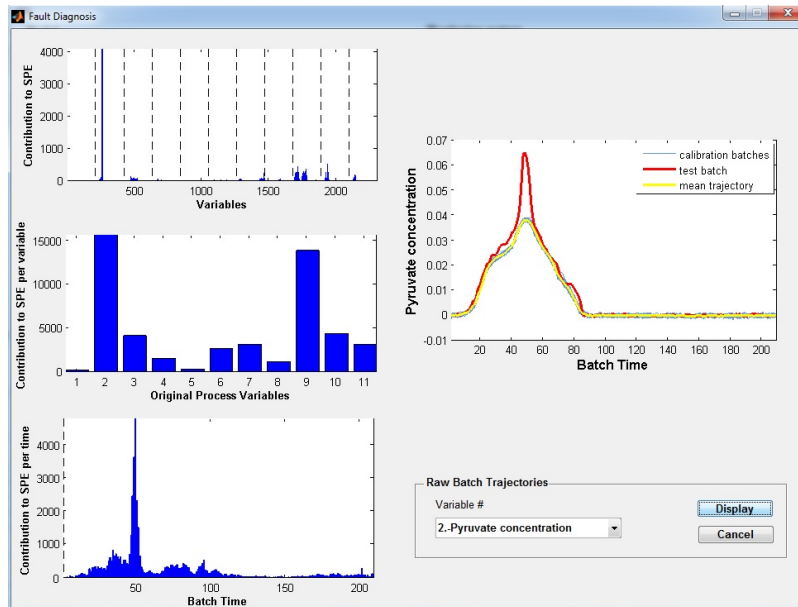 Fault Diagnosis
Contribution to SPE
4000
3000
2000
1000
0
500
1000
1500
2000
Variables
Contribution to SPE per variable
15000
10000
5000
0
1 2 3 4 5 6 7 8 9 10 11
Original Process Variables
Contribution to SPE per time
4000
3000
2000
1000
0
50
100
150
200
Batch Time
Pyruvate concentration
0.07
0.06
0.05
0.04
0.03
0.02
0.01
0
-0.01
calibration batches
test batch
mean trajectory
20 40 60 80 100 120 140 160 180 200
Batch Time
Raw Batch Trajectories
Variable #
2.-Pyruvate concentration
Display
Cancel